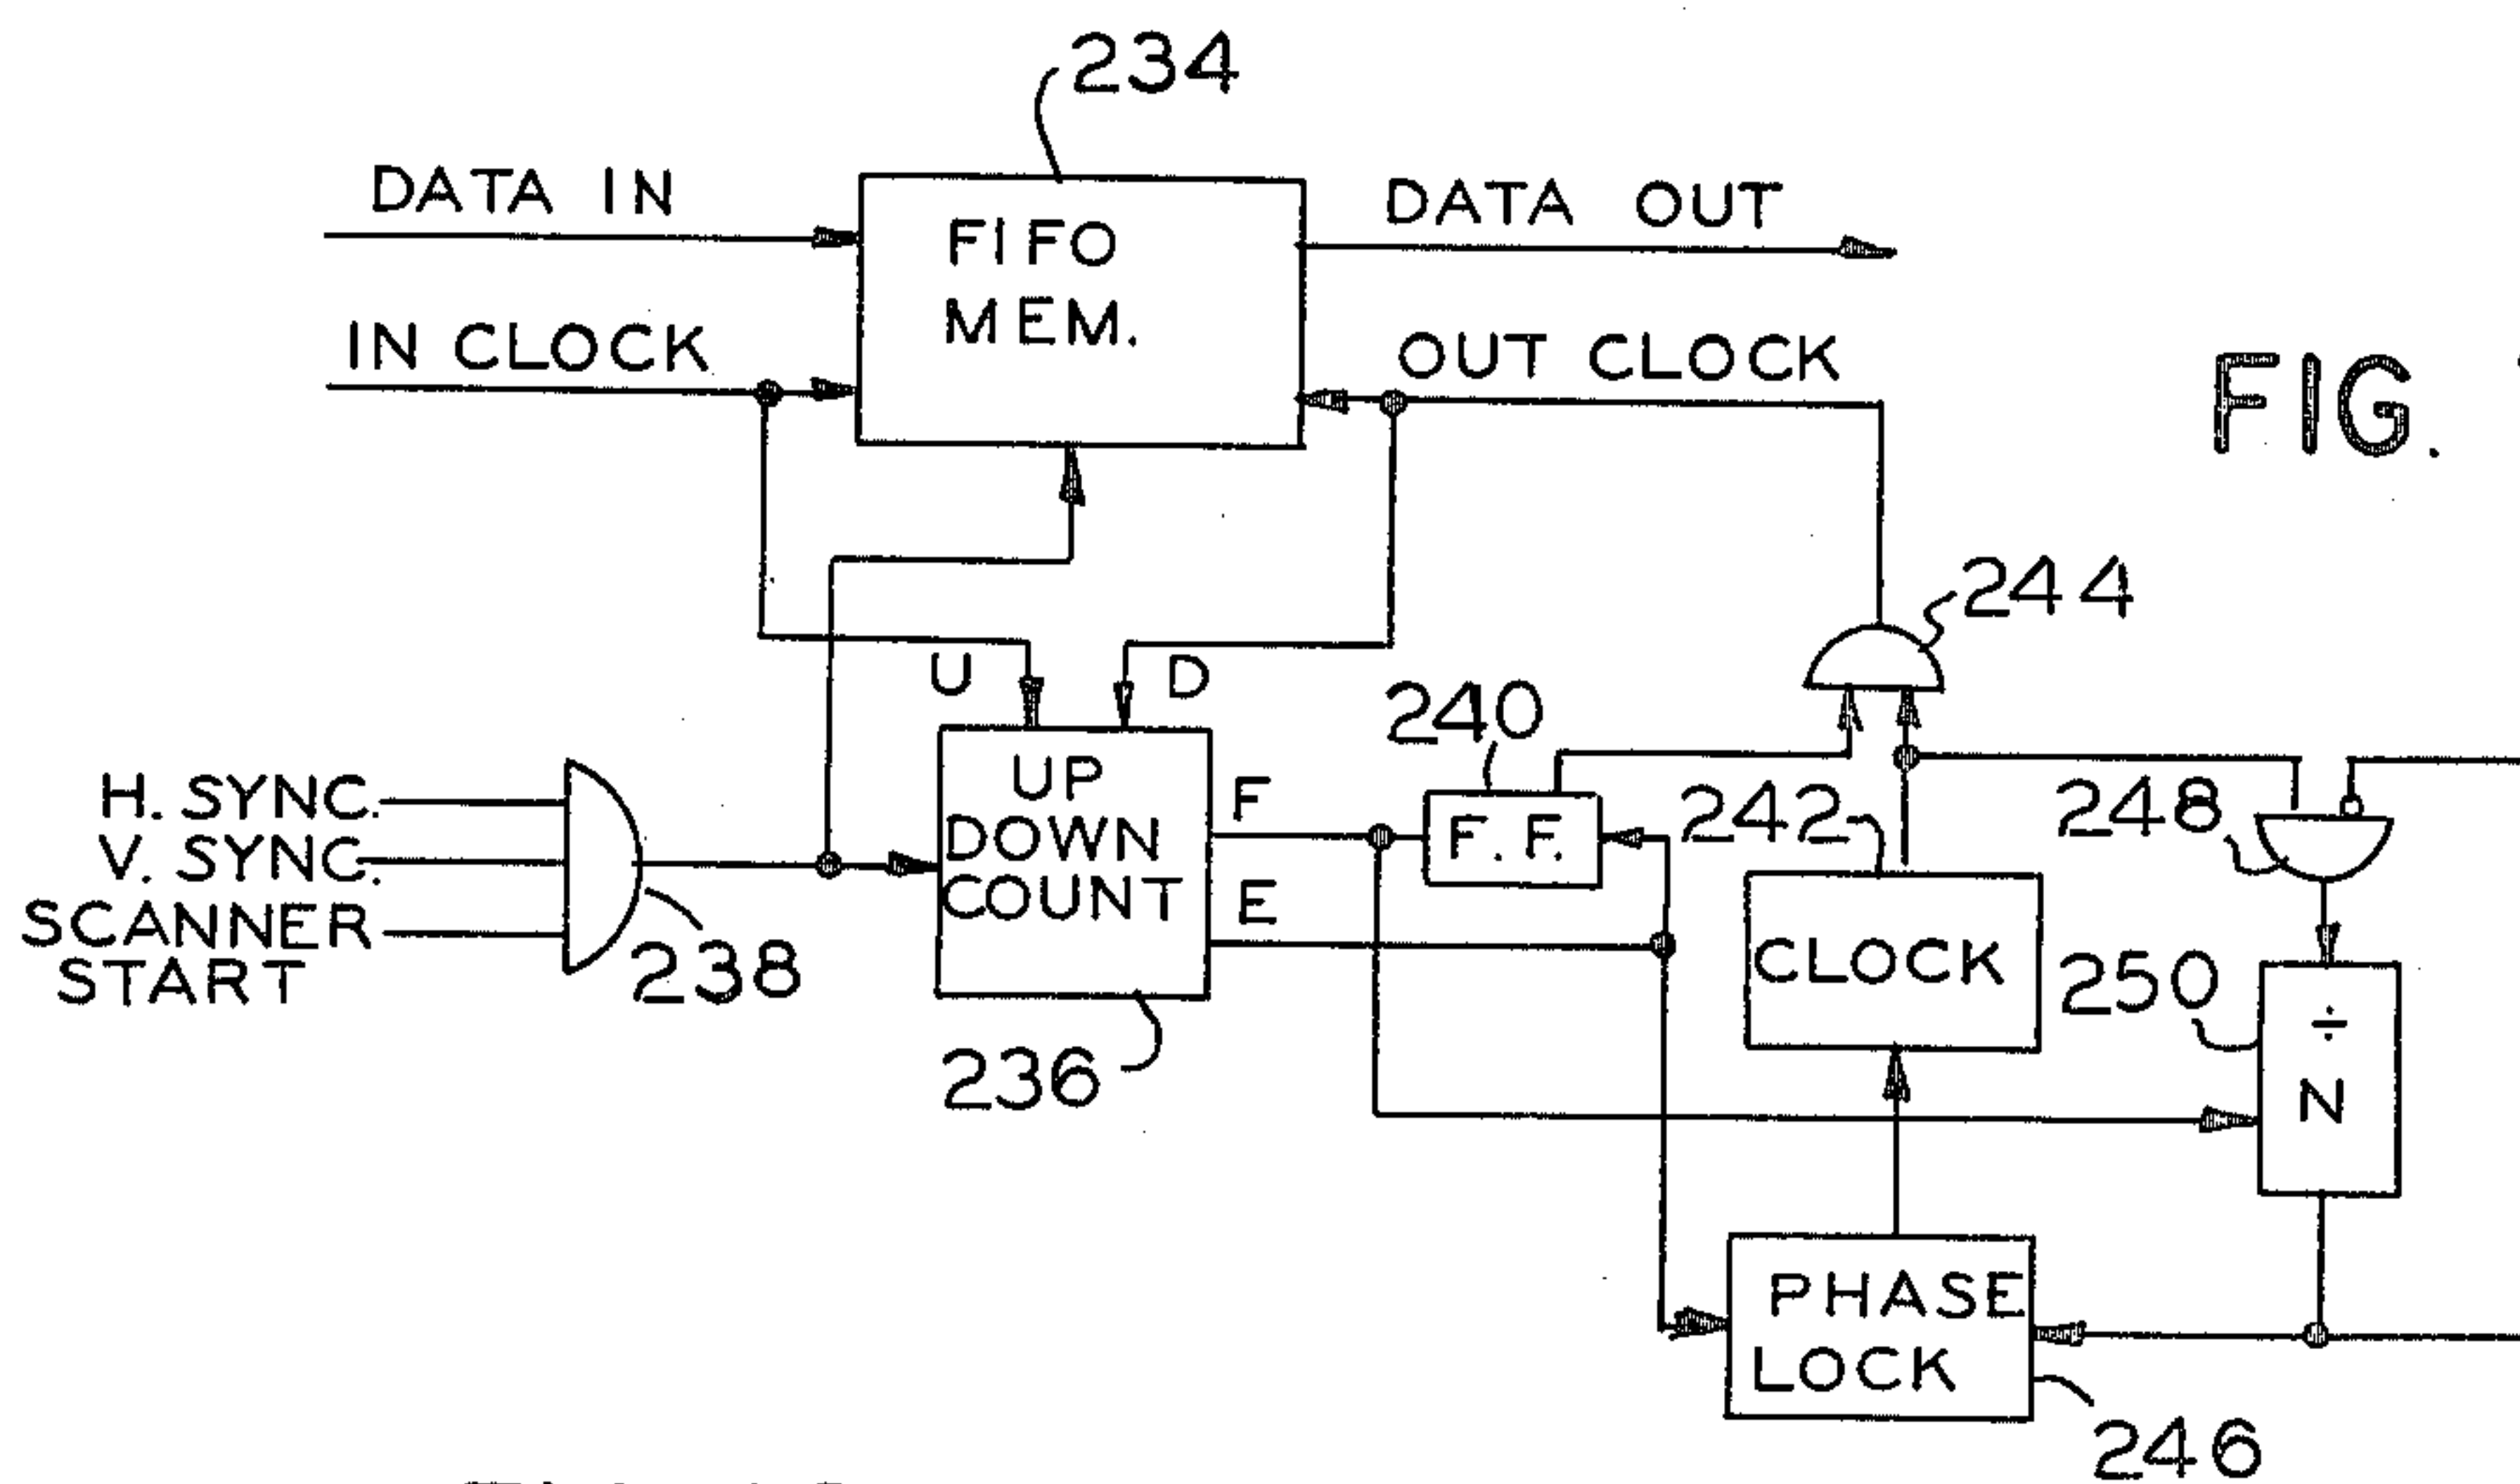 234
DATA IN
FIFO
MEM.
DATA OUT
IN CLOCK
OUT CLOCK
FIG.
244
U
D
240
H. SYNC.
V. SYNC.
SCANNER
START
238
UP
DOWN
COUNT
F
E
236
F. F.
242
248
CLOCK
250
÷
N
PHASE
LOCK
246